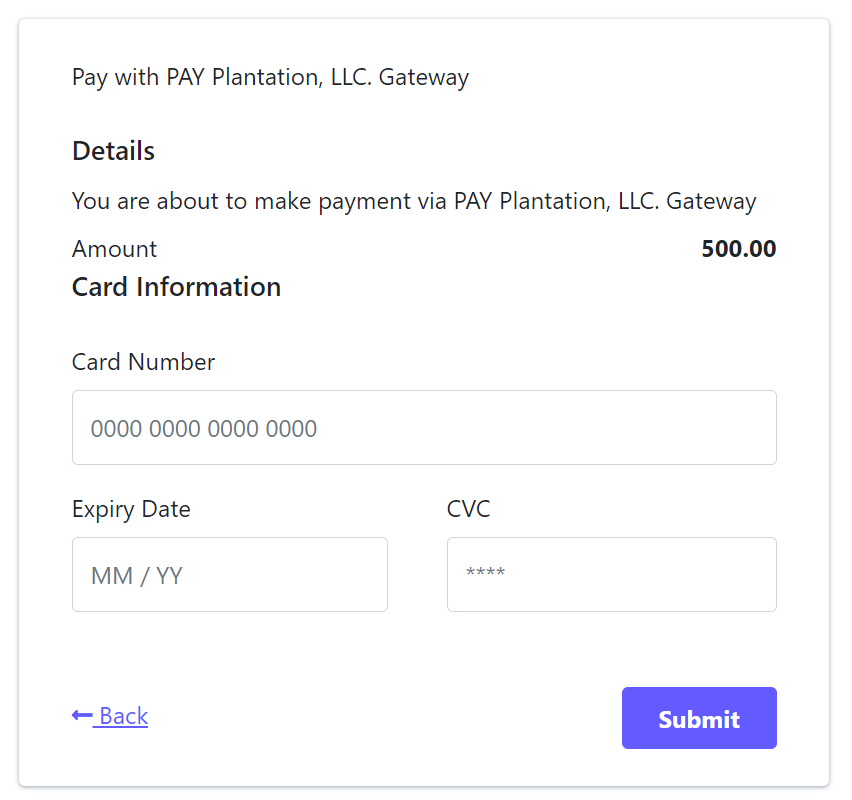 Pay with PAY Plantation, LLC. Gateway
Details
You are about to make payment via PAY Plantation, LLC. Gateway
Amount 500.00
Card Information
Card Number
0000 0000 0000 0000
Expiry Date CVC
MM / YY ****
Back Submit